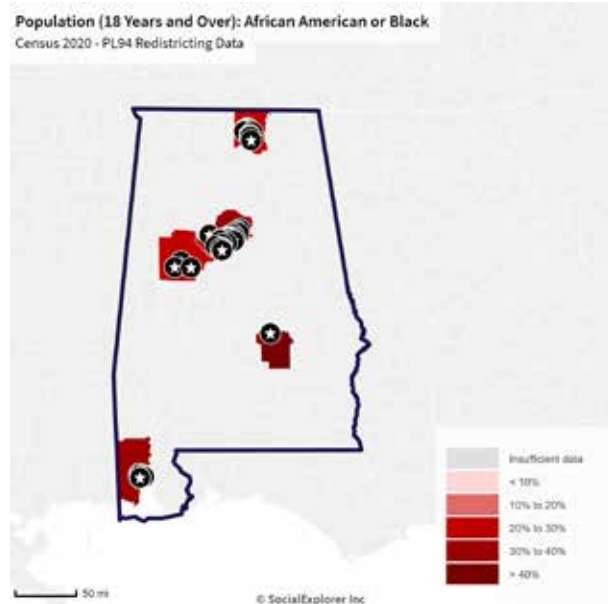 Population (18 Years and Over): African American or Black
Census 2020 - PL94 Redistricting Data
Insufficient data
< 10%
10% to 20%
20% to 30%
30% to 40%
> 40%
50 mi
© SocialExplorer Inc